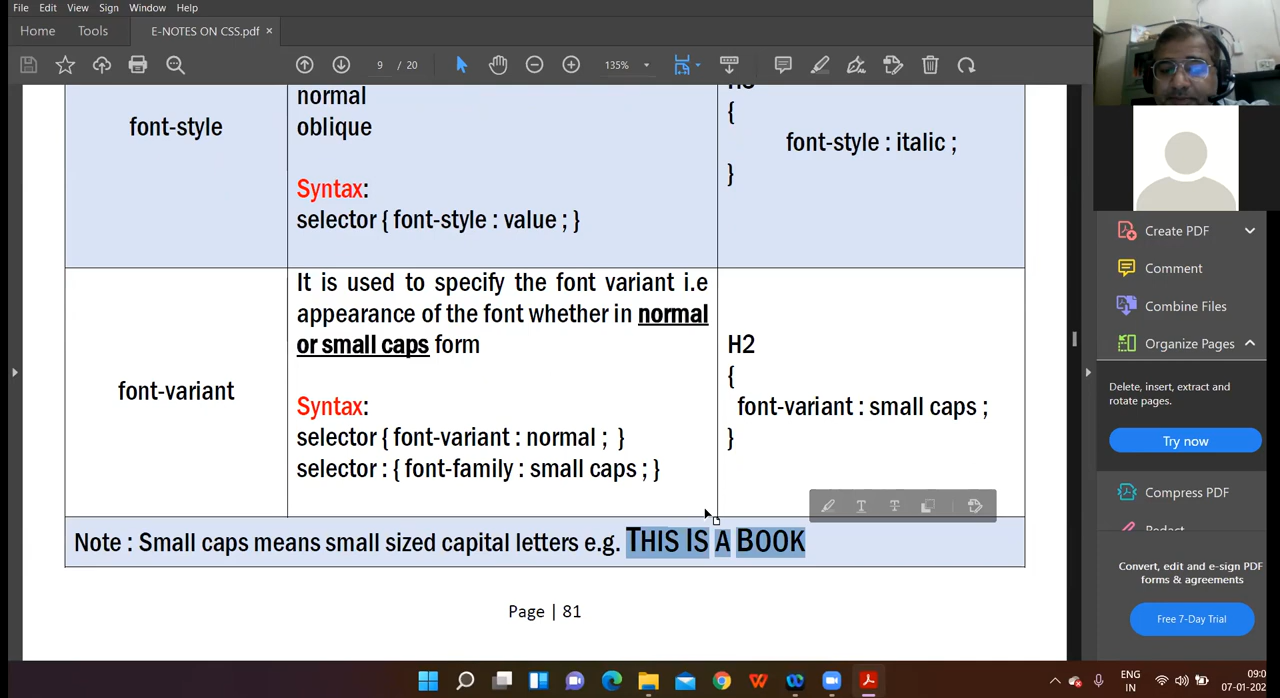 File Edit View Sign Window Help
Home Tools E-NOTES ON CSS.pdf ×
9 / 20 135%
normal
oblique
font-style
Syntax:
selector { font-style : value ; }
{
font-style : italic ;
}
font-variant
It is used to specify the font variant i.e
appearance of the font whether in normal
or small caps form
Syntax:
selector { font-variant : normal ; }
selector : { font-family : small caps ; }
H2
{
font-variant : small caps ;
}
Note : Small caps means small sized capital letters e.g. THIS IS A BOOK
Page | 81
Create PDF
Comment
Combine Files
Organize Pages
Delete, insert, extract and
rotate pages.
Try now
Compress PDF
Convert, edit and e-sign PDF
forms & agreements
Free 7-Day Trial
ENG
IN
09:0
07-01-202